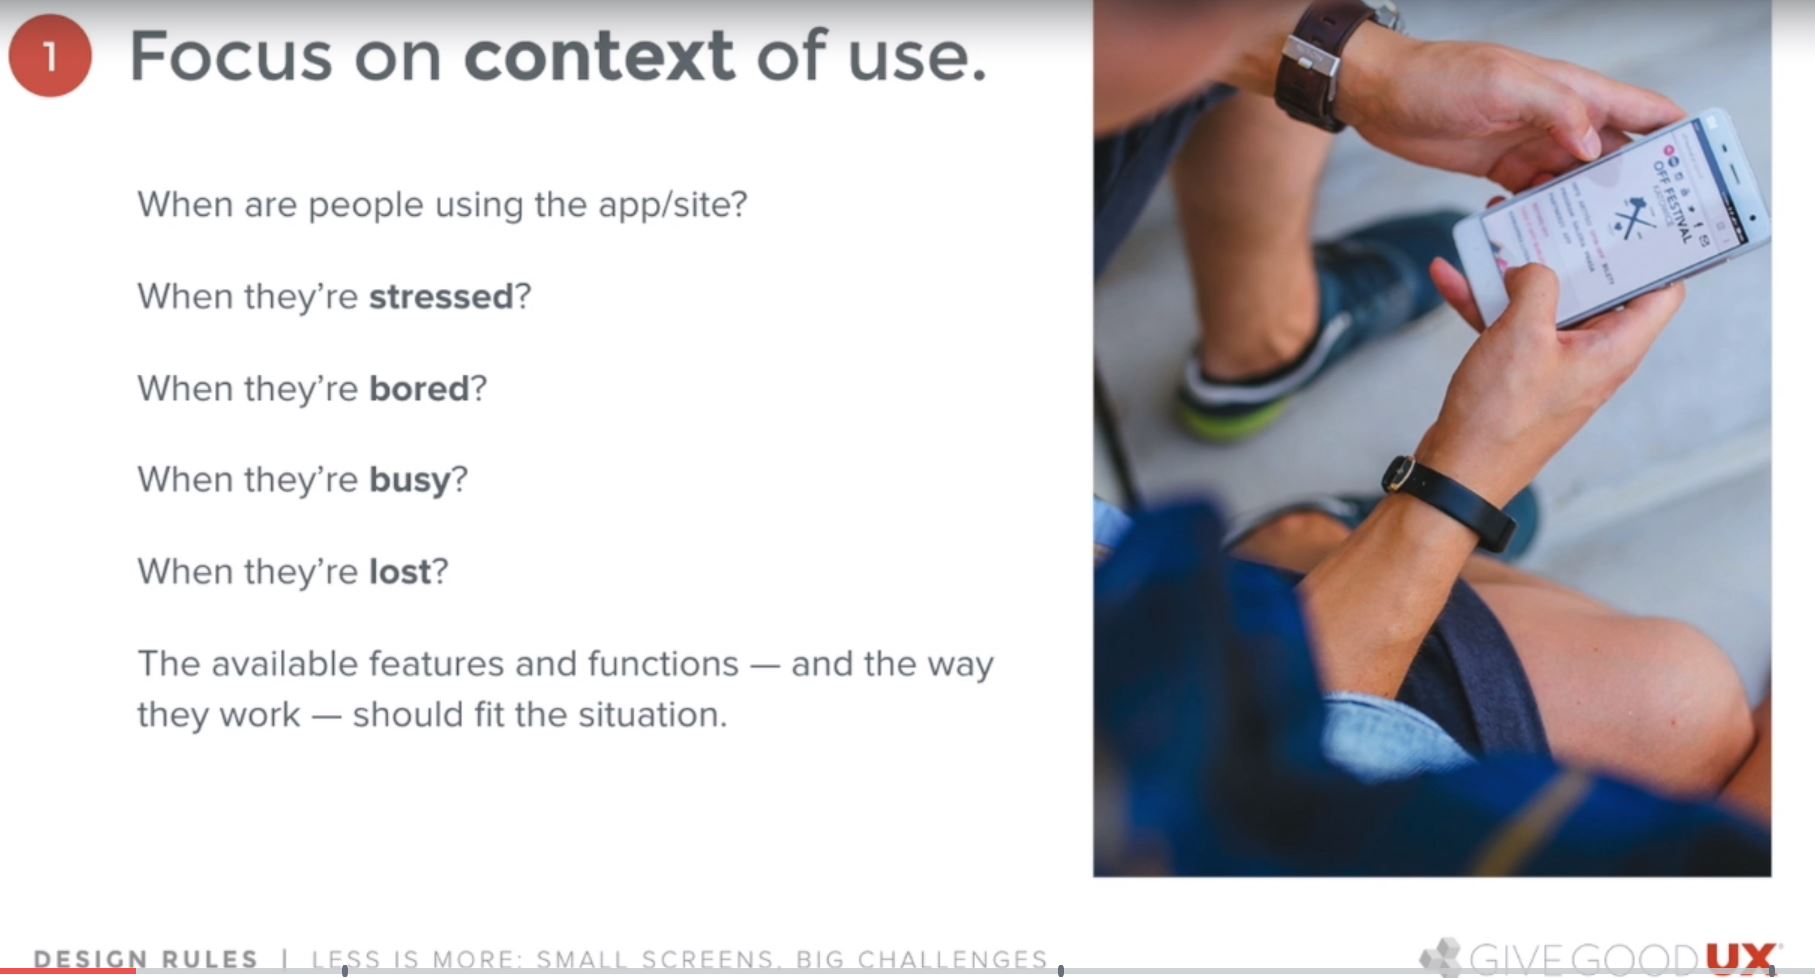 1
Focus on context of use.
When are people using the app/site?
When they’re stressed?
When they’re bored?
When they’re busy?
When they’re lost?
The available features and functions — and the way
they work — should fit the situation.
OFF FESTIVAL
KATOWICE
DESIGN RULES | LESS IS MORE: SMALL SCREENS, BIG CHALLENGES
GIVE GOOD UX